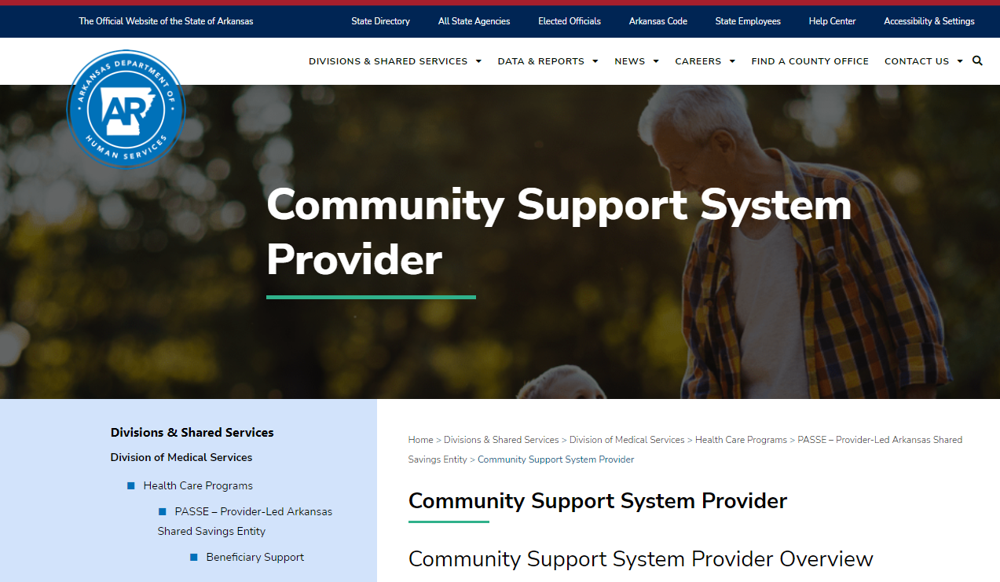 The Official Website of the State of Arkansas
State Directory
All State Agencies
Elected Officials
Arkansas Code
State Employees
Help Center
Accessibility & Settings
ARKANSAS DEPARTMENT OF
AR
HUMAN SERVICES
DIVISIONS & SHARED SERVICES
DATA & REPORTS
NEWS
CAREERS
FIND A COUNTY OFFICE
CONTACT US
Community Support System
Provider
Divisions & Shared Services
Division of Medical Services
Health Care Programs
PASSE – Provider-Led Arkansas
Shared Savings Entity
Beneficiary Support
Home > Divisions & Shared Services > Division of Medical Services > Health Care Programs > PASSE – Provider-Led Arkansas Shared
Savings Entity > Community Support System Provider
Community Support System Provider
Community Support System Provider Overview